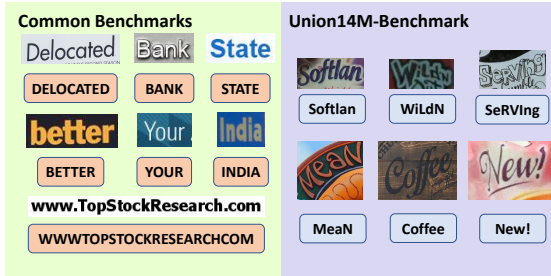 Common Benchmarks
Delocated
Bank
State
DELOCATED
BANK
STATE
better
Your
India
BETTER
YOUR
INDIA
www.TopStockResearch.com
WWWTOPSTOCKRESEARCHCOM
Union14M-Benchmark
Softlan
WiLdN
SeRVIng
Softlan
WiLdN
SeRVIng
MeaN
Coffee
New!
MeaN
Coffee
New!